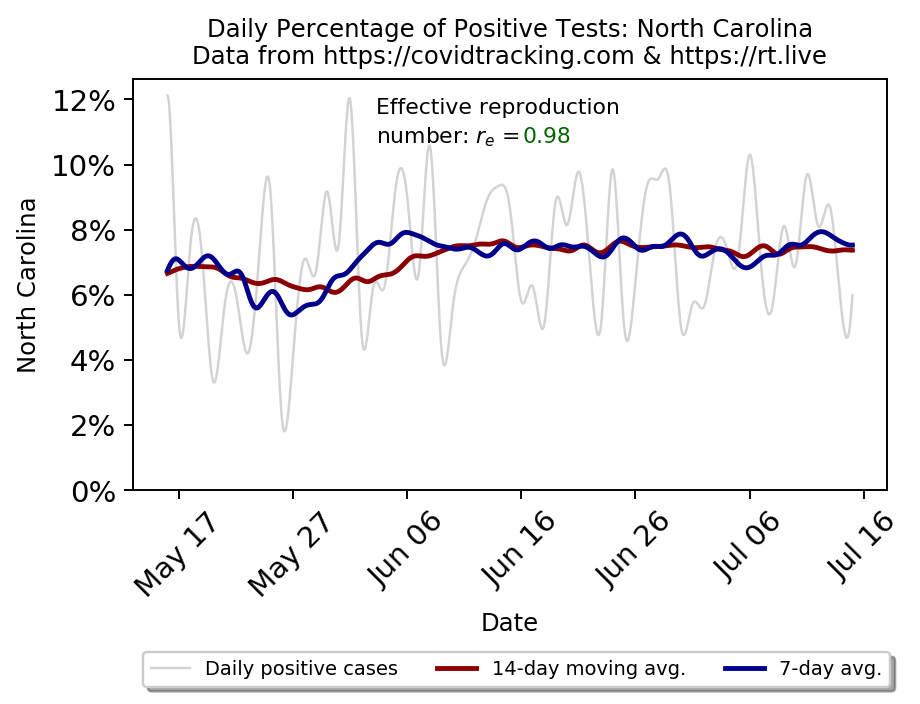 Daily Percentage of Positive Tests: North Carolina
Data from https://covidtracking.com & https://rt.live
Effective reproduction
number: rₑ = 0.98
12%
10%
8%
6%
4%
2%
0%
North Carolina
May 17
May 27
Jun 06
Jun 16
Jun 26
Jul 06
Jul 16
Date
Daily positive cases
14-day moving avg.
7-day avg.